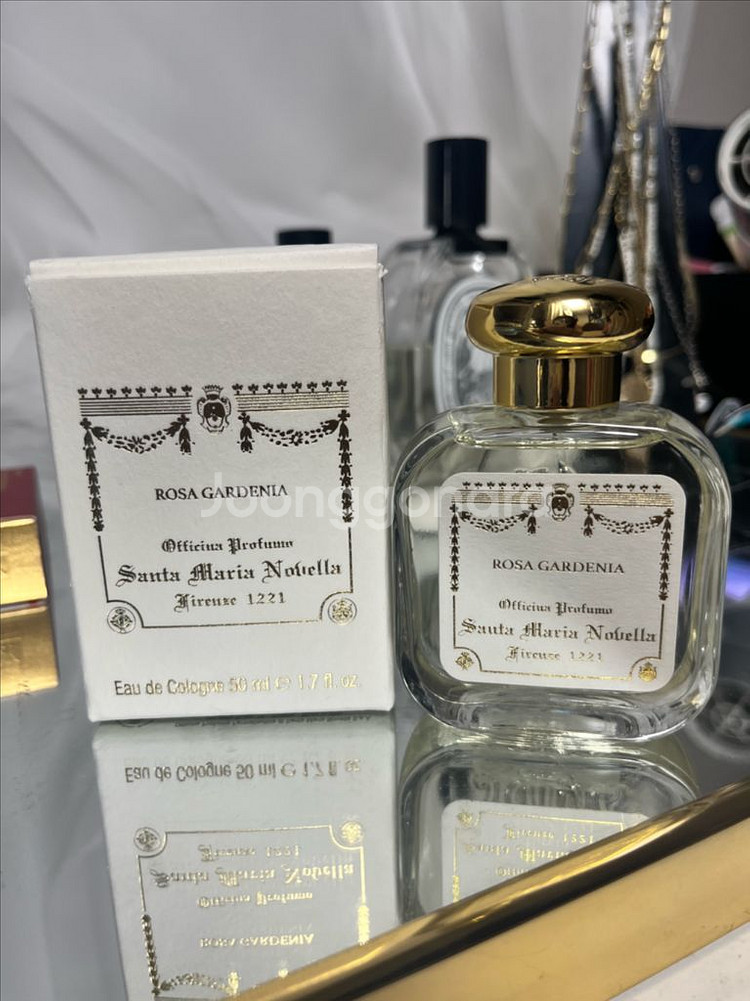 ROSA GARDENIA
Officina Profumo
Santa Maria Novella
Firenze 1221
Eau de Cologne 50 ml e 1.7 fl. oz.
ROSA GARDENIA
Officina Profumo
Santa Maria Novella
Firenze 1221
Joonggonara